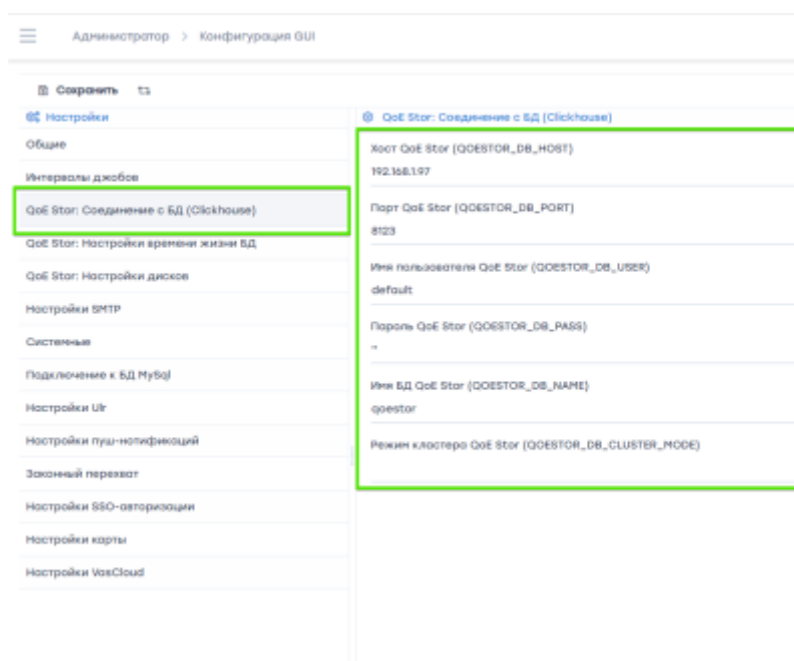 Администратор > Конфигурация GUI
Сохранить
Настройки
Общие
Интервалы джобов
QoE Stor: Соединение с БД (Clickhouse)
QoE Stor: Настройки времени жизни БД
QoE Stor: Настройки дисков
Настройки SMTP
Системные
Подключение к БД MySql
Настройки Ulr
Настройки пуш-нотификаций
Законный перехват
Настройки SSO-авторизации
Настройки карты
Настройки VasCloud
QoE Stor: Соединение с БД (Clickhouse)
Хост QoE Stor (QOESTOR_DB_HOST)
192.168.1.97
Порт QoE Stor (QOESTOR_DB_PORT)
8123
Имя пользователя QoE Stor (QOESTOR_DB_USER)
default
Пароль QoE Stor (QOESTOR_DB_PASS)
''
Имя БД QoE Stor (QOESTOR_DB_NAME)
qoestor
Режим кластера QoE Stor (QOESTOR_DB_CLUSTER_MODE)